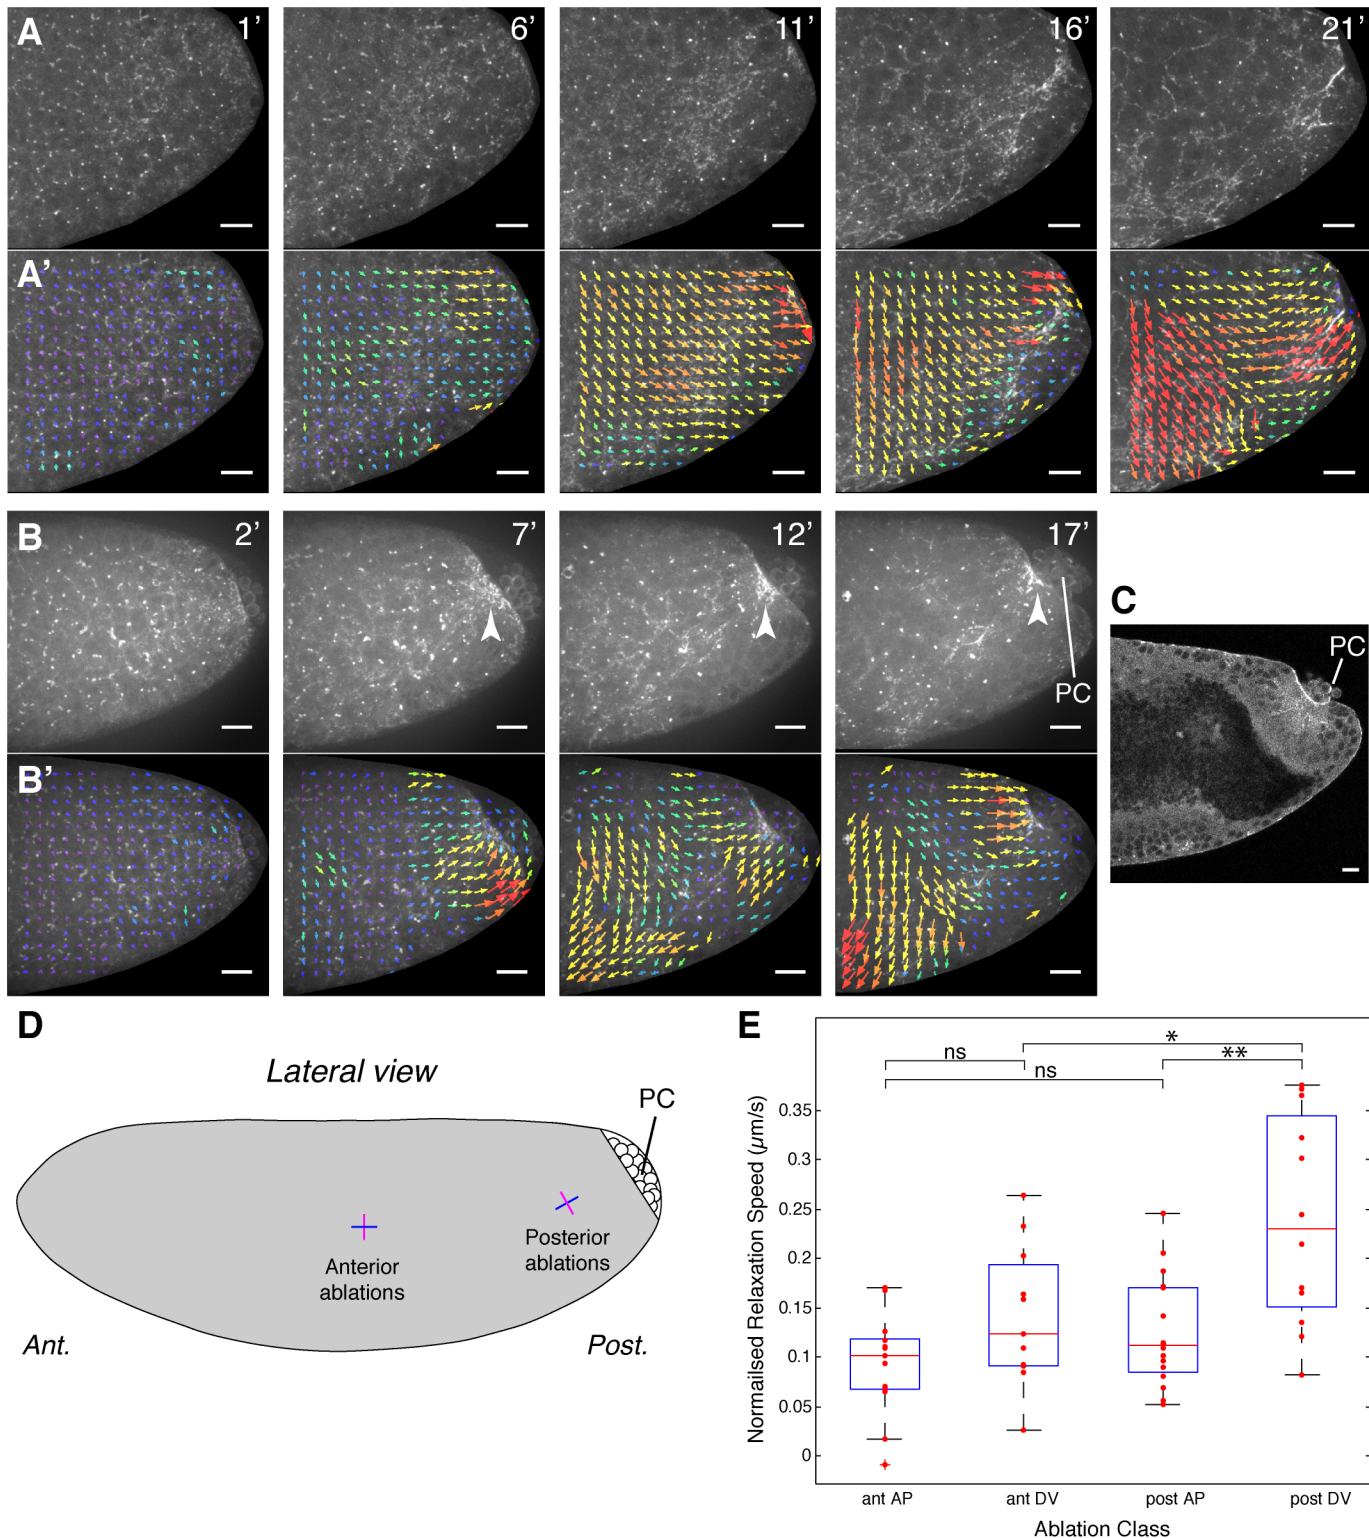 A
1’
6’
11’
16’
21’
A’
B
2’
7’
12’
17’
PC
B’
C
PC
D
Lateral view
PC
Anterior
ablations
Posterior
ablations
Ant.
Post.
E
Normailsed Relaxation Speed (µm/s)
0.35
0.3
0.25
0.2
0.15
0.1
0.05
0
ns
ns
*
**
ant AP
ant DV
post AP
post DV
Ablation Class